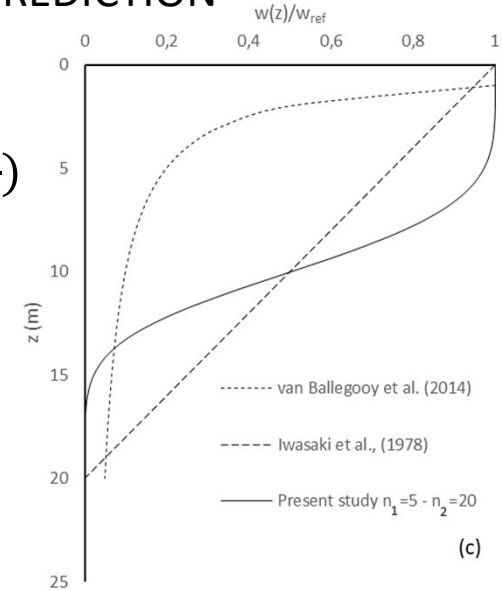 REDICTION
w(z)/wref
0 0,2 0,4 0,6 0,8 1
0
5
)
10
z (m)
15
van Ballegooy et al. (2014)
Iwasaki et al., (1978)
20
Present study n1=5 - n2=20
(c)
25